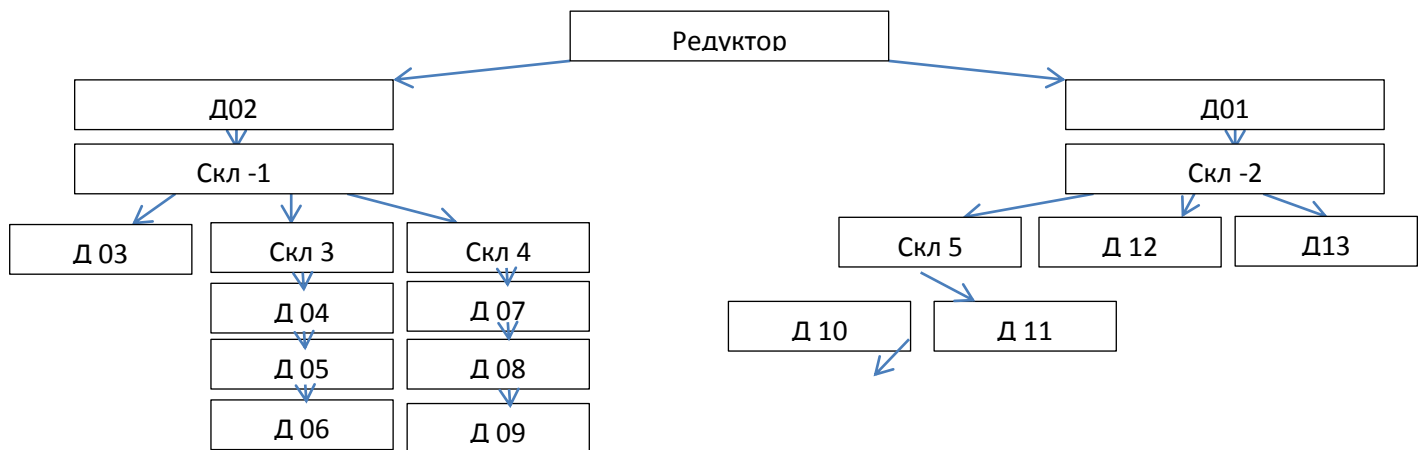 Редуктор
Д02
Д01
Скл -1
Скл -2
Д 03
Скл 3
Скл 4
Скл 5
Д 12
Д13
Д 04
Д 07
Д 10
Д 11
Д 05
Д 08
Д 06
Д 09